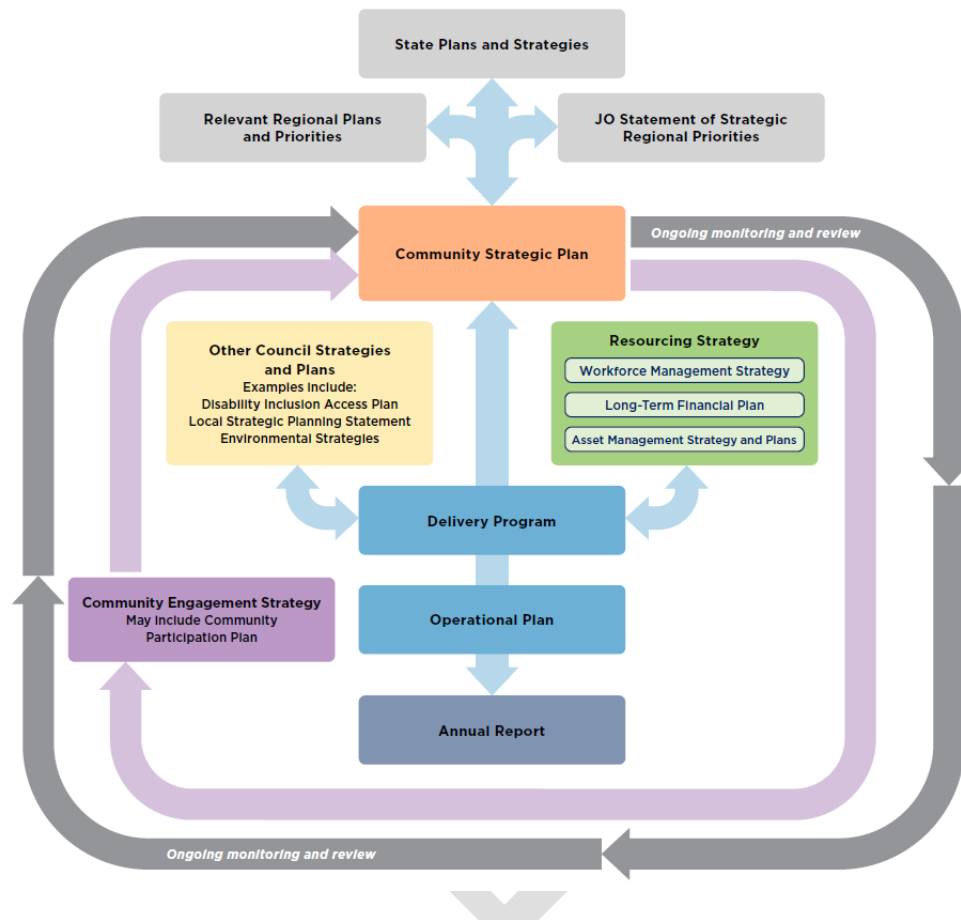 State Plans and Strategies
Relevant Regional Plans
and Priorities
JO Statement of Strategic
Regional Priorities
Community Strategic Plan
Ongoing monitoring and review
Other Council Strategies
and Plans
Examples include:
Disability Inclusion Access Plan
Local Strategic Planning Statement
Environmental Strategies
Resourcing Strategy
Workforce Management Strategy
Long-Term Financial Plan
Asset Management Strategy and Plans
Delivery Program
Community Engagement Strategy
May Include Community
Participation Plan
Operational Plan
Annual Report
Ongoing monitoring and review